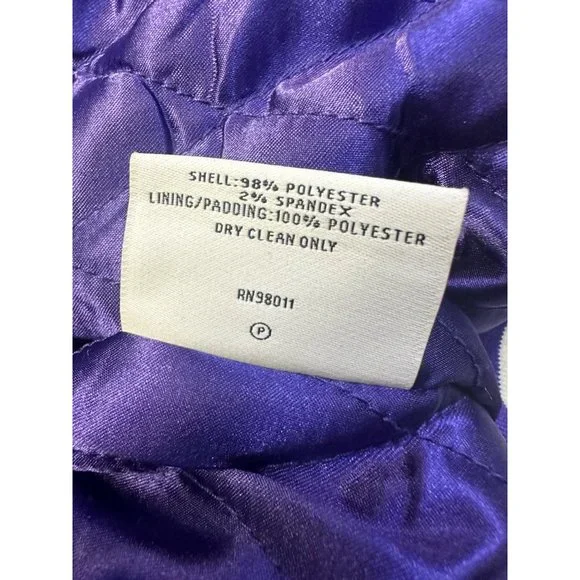 SHELL:98% POLYESTER
2% SPANDEX
LINING/PADDING:100% POLYESTER
DRY CLEAN ONLY
RN98011
P